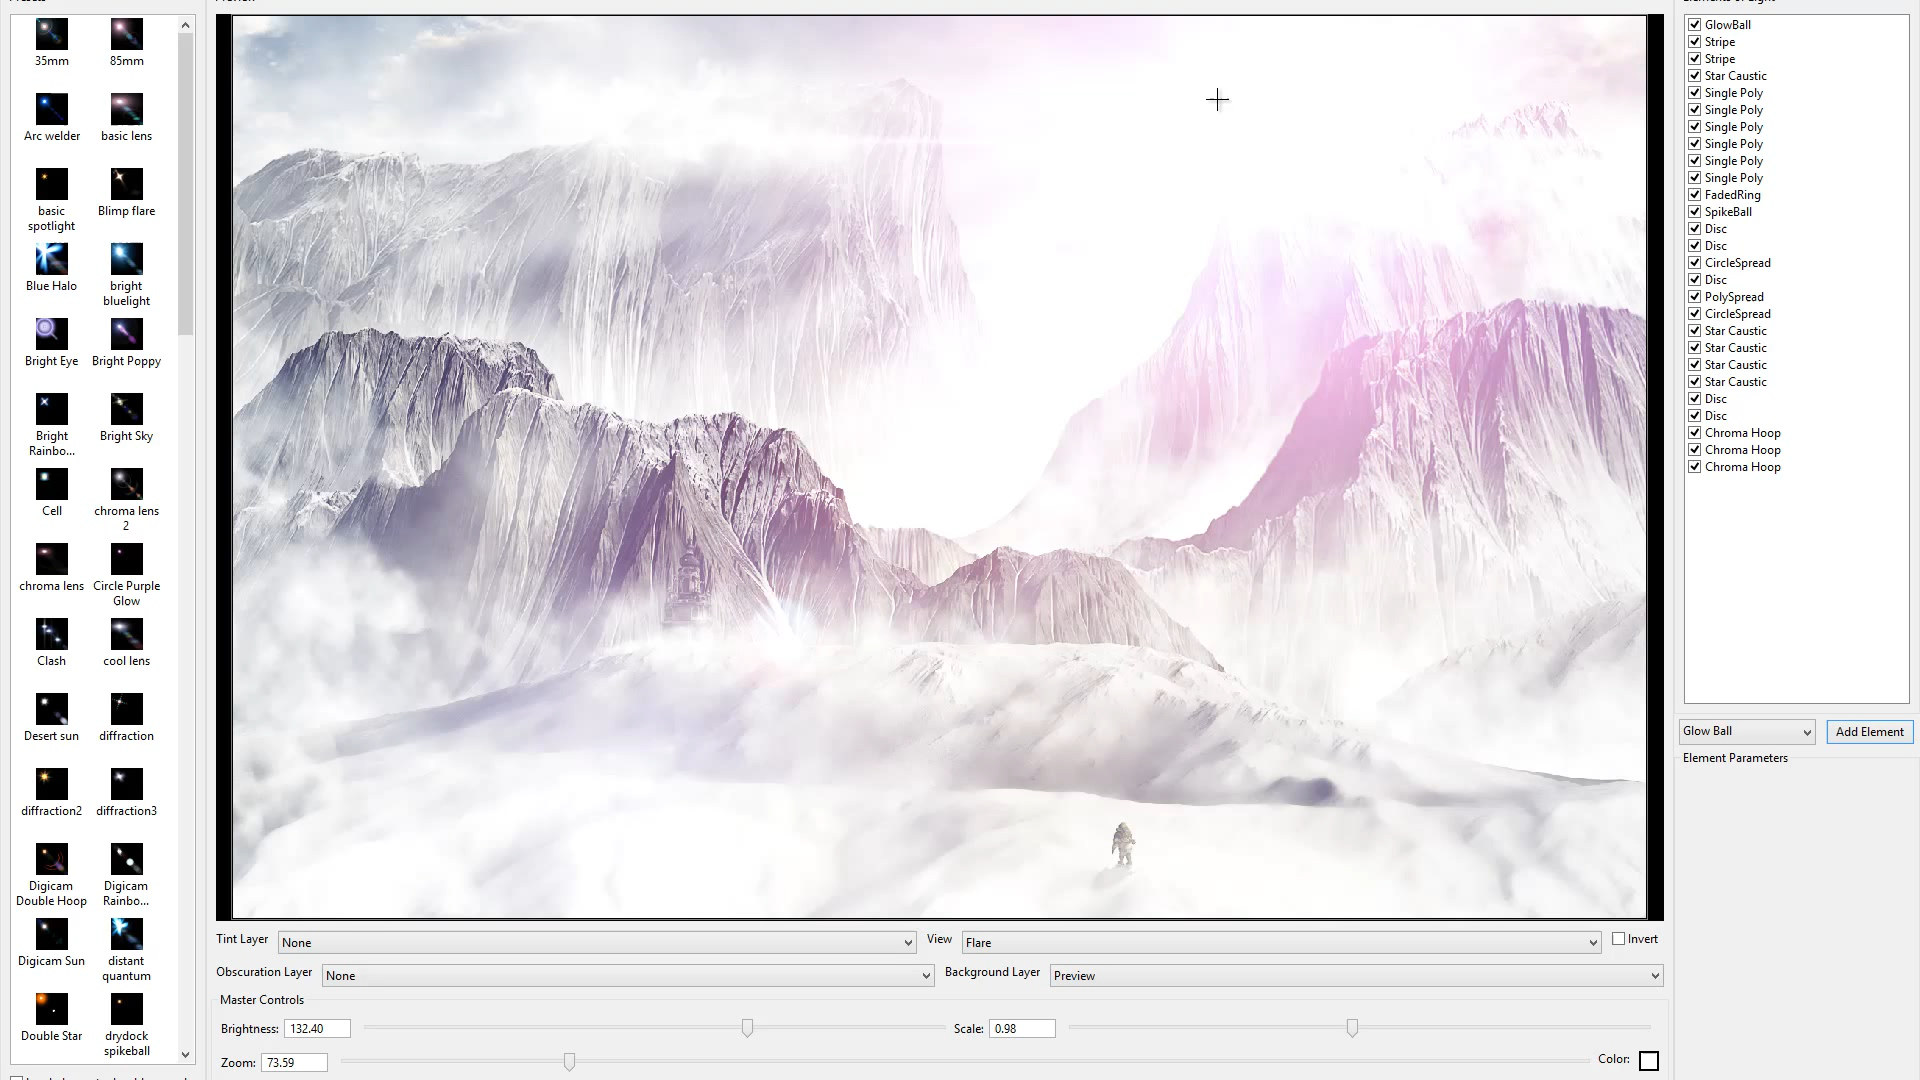 Presets
Preview
Elements of Light
35mm
85mm
Arc welder
basic lens
basic
spotlight
Blimp flare
Blue Halo
bright
bluelight
Bright Eye
Bright Poppy
Bright
Rainbo...
Bright Sky
Cell
chroma lens
2
chroma lens
Circle Purple
Glow
Clash
cool lens
Desert sun
diffraction
diffraction2
diffraction3
Digicam
Double Hoop
Digicam
Rainbo...
Digicam Sun
distant
quantum
Double Star
drydock
spikeball
Tint Layer
None
View
Flare
Invert
Obscuration Layer
None
Background Layer
Preview
Master Controls
Brightness:
132.40
Scale:
0.98
Zoom:
73.59
Color:
GlowBall
Stripe
Stripe
Star Caustic
Single Poly
Single Poly
Single Poly
Single Poly
Single Poly
Single Poly
FadedRing
SpikeBall
Disc
Disc
CircleSpread
Disc
PolySpread
CircleSpread
Star Caustic
Star Caustic
Star Caustic
Star Caustic
Disc
Disc
Chroma Hoop
Chroma Hoop
Chroma Hoop
Glow Ball
Add Element
Element Parameters